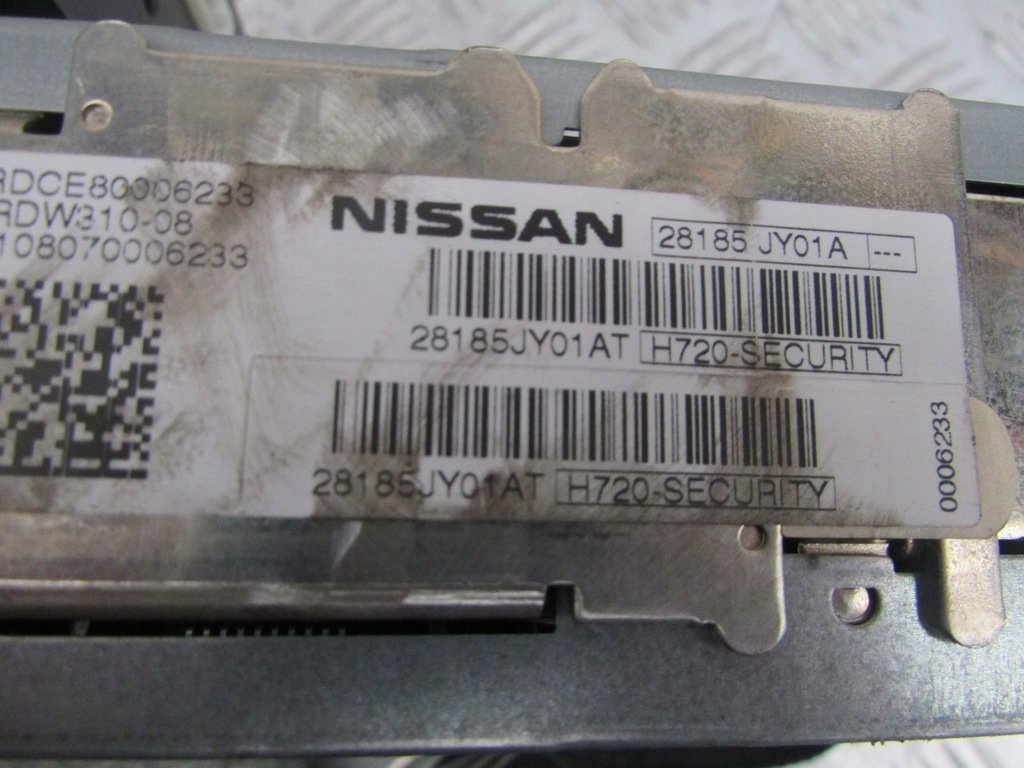 RDCE80006233
RDW310-08
108070006233
NISSAN
28185 JY01A ---
28185JY01AT H720-SECURITY
28185JY01AT H720-SECURITY
0006233